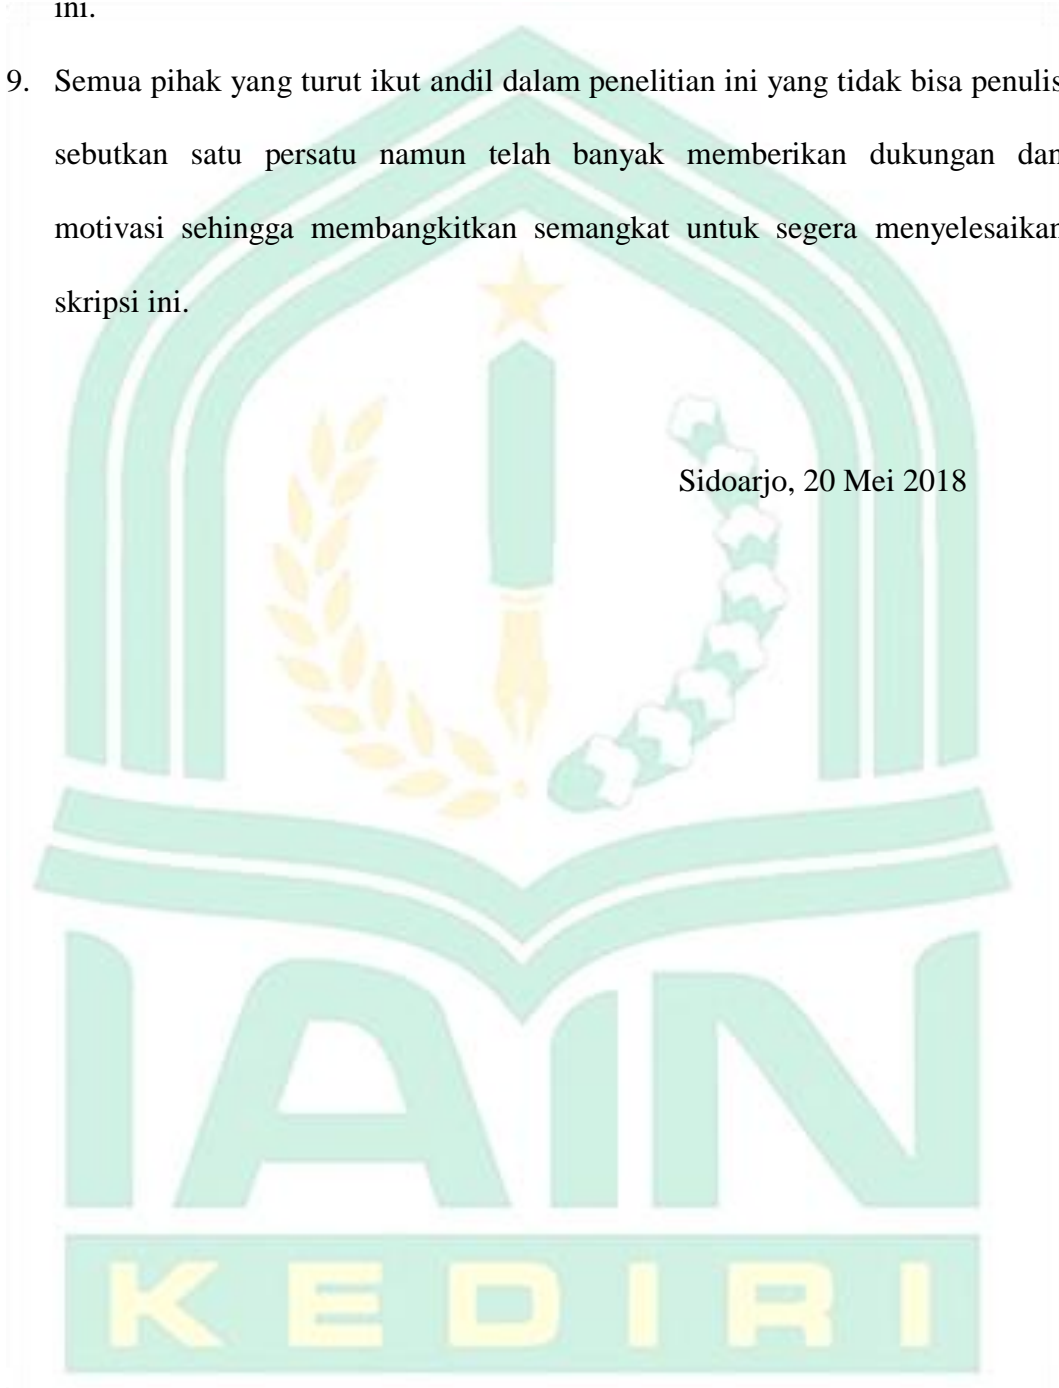 ini.
9. Semua pihak yang turut ikut andil dalam penelitian ini yang tidak bisa penulis
sebutkan satu persatu namun telah banyak memberikan dukungan dan
motivasi sehingga membangkitkan semangkat untuk segera menyelesaikan
skripsi ini.
Sidoarjo, 20 Mei 2018
IAIN
KEDIRI